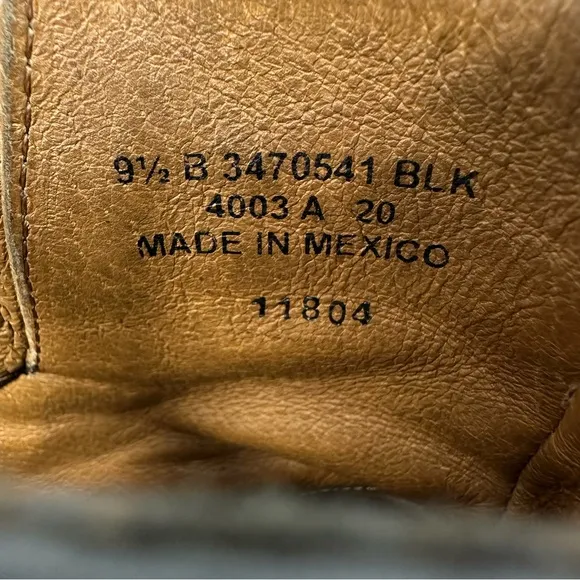 9½ B 3470541 BLK
4003 A 20
MADE IN MEXICO
11804